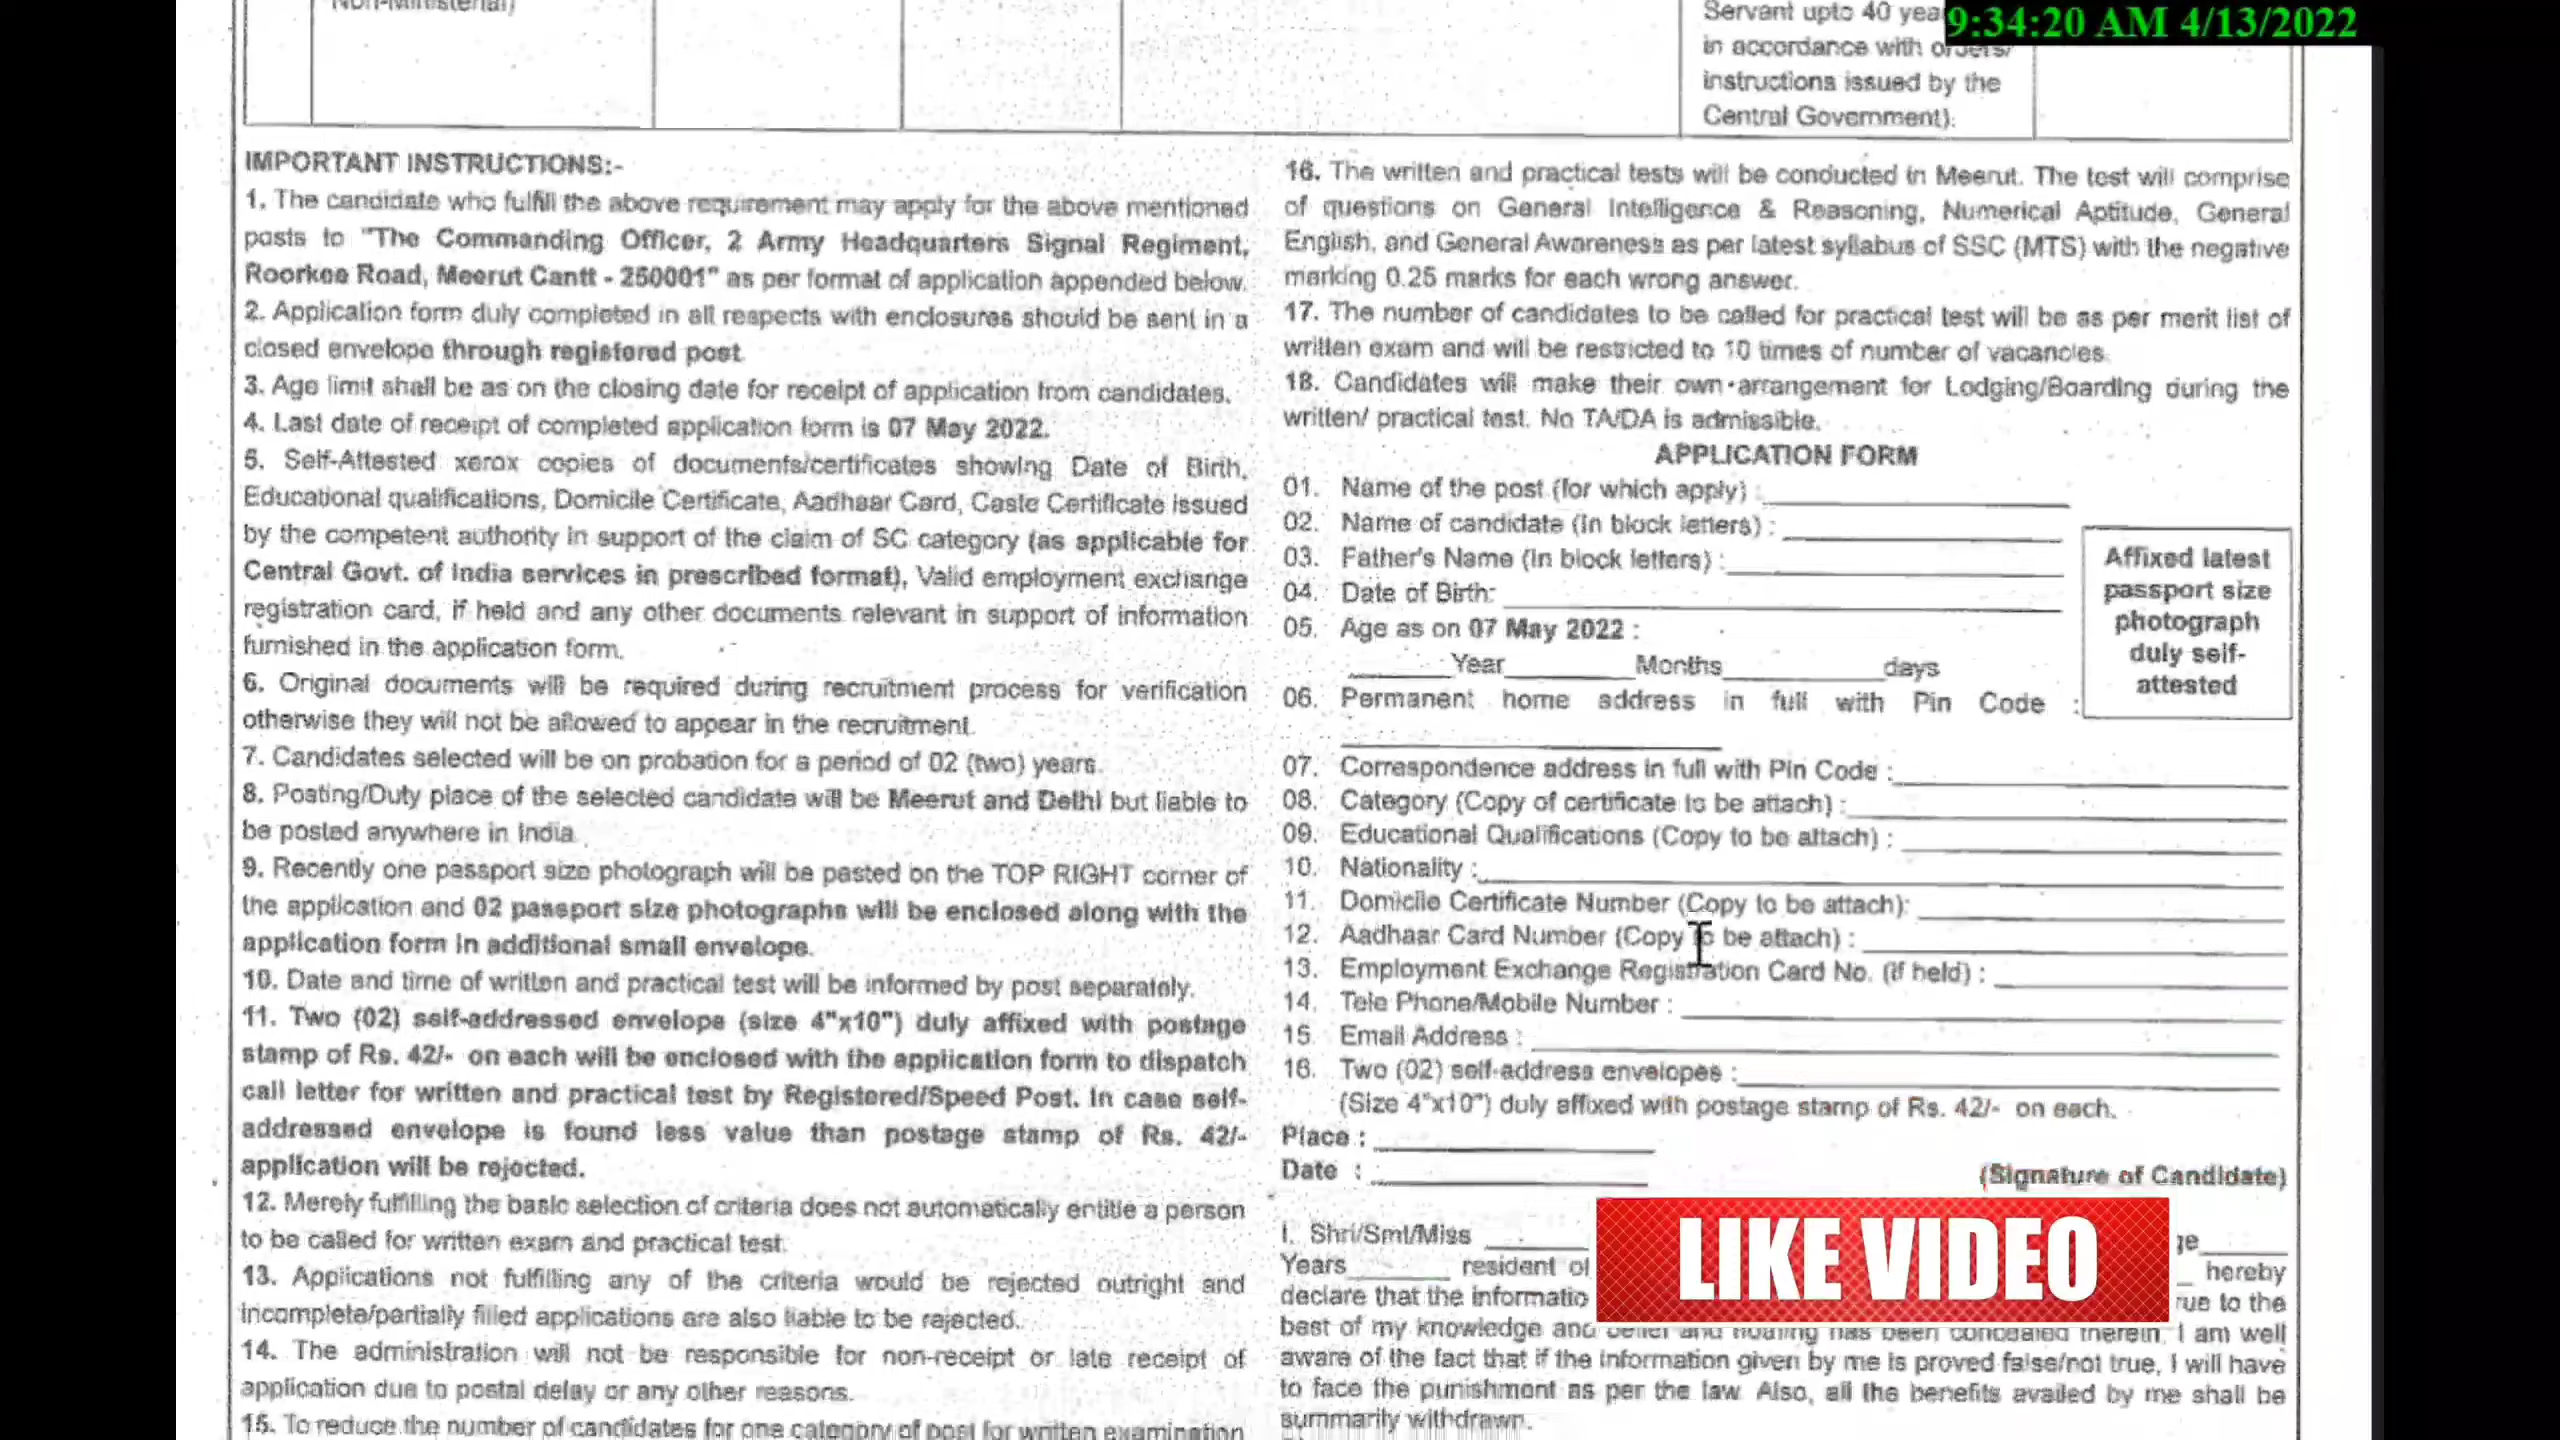 Non-Ministerial)
Servant upto 40
in accordance with orders/
instructions issued by the
Central Government).
9:34:20 AM 4/13/2022
IMPORTANT INSTRUCTIONS:-
1. The candidate who fulfill the above requirement may apply for the above mentioned
posts to "The Commanding Officer, 2 Army Headquarters Signal Regiment,
Roorkee Road, Meerut Cantt - 250001" as per format of application appended below.
2. Application form duly completed in all respects with enclosures should be sent in a
closed envelope through registered post
3. Age limit shall be as on the closing date for receipt of application from candidates.
4. Last date of receipt of completed application form is 07 May 2022.
5. Self-Attested xerox copies of documents/certificates showing Date of Birth,
Educational qualifications, Domicile Certificate, Aadhaar Card, Caste Certificate issued
by the competent authority in support of the claim of SC category (as applicable for
Central Govt. of India services in prescribed format), Valid employment exchange
registration card, if held and any other documents relevant in support of information
furnished in the application form.
6. Original documents will be required during recruitment process for verification
otherwise they will not be allowed to appear in the recruitment.
7. Candidates selected will be on probation for a period of 02 (two) years.
8. Posting/Duty place of the selected candidate will be Meerut and Delhi but liable to
be posted anywhere in India.
9. Recently one passport size photograph will be pasted on the TOP RIGHT corner of
the application and 02 passport size photographs will be enclosed along with the
application form in additional small envelope.
10. Date and time of written and practical test will be informed by post separately.
11. Two (02) self-addressed envelope (size 4"x10") duly affixed with postage
stamp of Rs. 42/- on each will be enclosed with the application form to dispatch
call letter for written and practical test by Registered/Speed Post. In case self-
addressed envelope is found less value than postage stamp of Rs. 42/-
application will be rejected.
12. Merely fulfilling the basic selection of criteria does not automatically entitle a person
to be called for written exam and practical test.
13. Applications not fulfilling any of the criteria would be rejected outright and
incomplete/partially filled applications are also liable to be rejected.
14. The administration will not be responsible for non-receipt or late receipt of
application due to postal delay or any other reasons.
15. To reduce the number of candidates for one category of post for written examination
16. The written and practical tests will be conducted in Meerut. The test will comprise
of questions on General Intelligence & Reasoning, Numerical Aptitude, General
English, and General Awareness as per latest syllabus of SSC (MTS) with the negative
marking 0.25 marks for each wrong answer.
17. The number of candidates to be called for practical test will be as per merit list of
written exam and will be restricted to 10 times of number of vacancies.
18. Candidates will make their own arrangement for Lodging/Boarding during the
written/ practical test. No TA/DA is admissible.
APPLICATION FORM
01. Name of the post (for which apply) :
02. Name of candidate (in block letters) :
03. Father's Name (in block letters) :
04. Date of Birth:
05. Age as on 07 May 2022 :
______Year______Months______days
06. Permanent home address in full with Pin Code :
Affixed latest
passport size
photograph
duly self-
attested
07. Correspondence address in full with Pin Code :
08. Category (Copy of certificate to be attach) :
09. Educational Qualifications (Copy to be attach) :
10. Nationality :
11. Domicile Certificate Number (Copy to be attach):
12. Aadhaar Card Number (Copy to be attach) :
13. Employment Exchange Registration Card No. (if held) :
14. Tele Phone/Mobile Number :
15. Email Address :
16. Two (02) self-address envelopes :
(Size 4"x10") duly affixed with postage stamp of Rs. 42/- on each.
Place :
Date :
(Signature of Candidate)
I. Shri/Smt/Miss
Years______ resident of hereby
declare that the to the
best of my knowledge and belief and nothing has been concealed therein, I am well
aware of the fact that if the information given by me is proved false/not true, I will have
to face the punishment as per the law. Also, all the benefits availed by me shall be
summarily withdrawn.
LIKE VIDEO